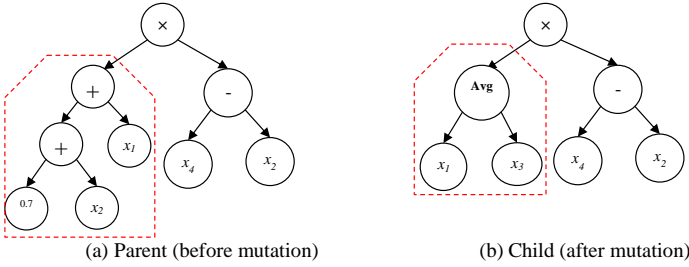 ×
+
-
+
x₁
x₄
x₂
0.7
x₂
(a) Parent (before mutation)
×
Avg
-
x₁
x₃
x₄
x₂
(b) Child (after mutation)